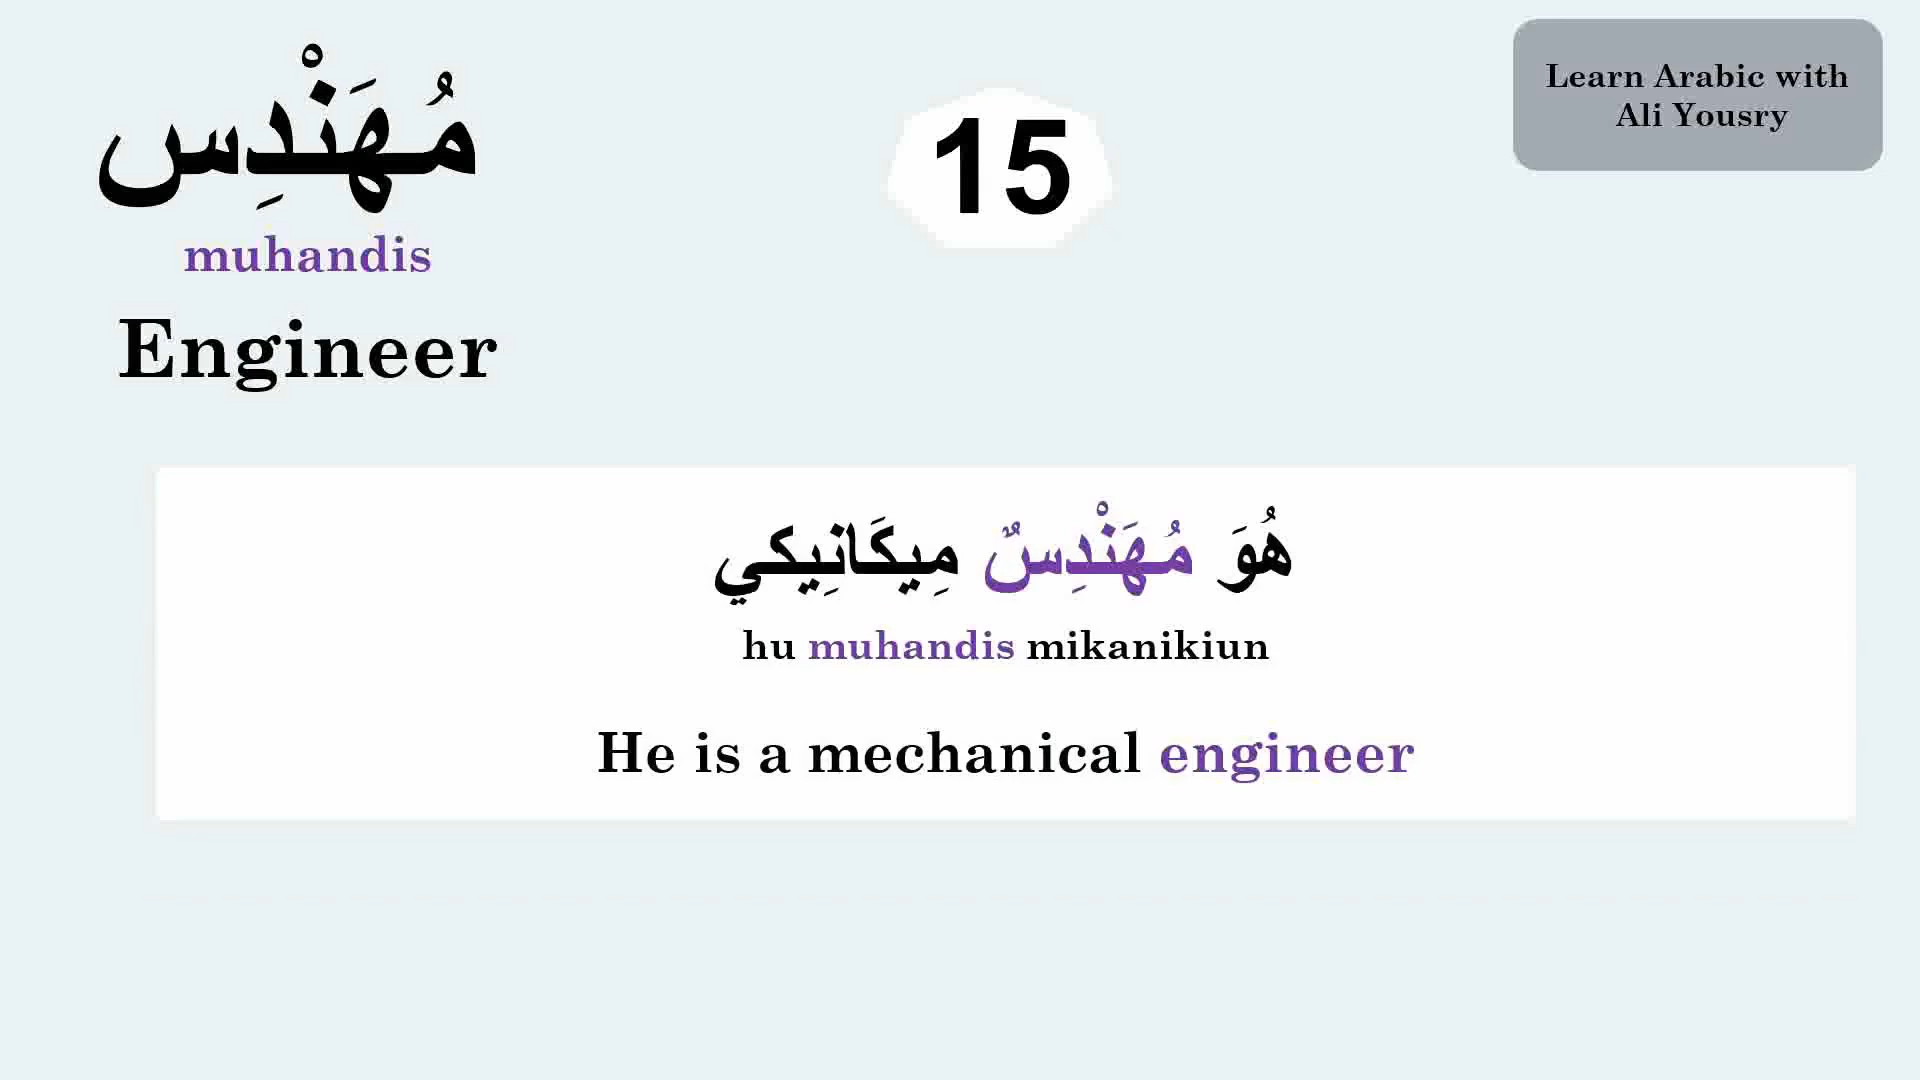 مُهَنْدِس
muhandis
Engineer
15
Learn Arabic with
Ali Yousry
هُوَ مُهَنْدِسٌ مِيكَانِيكي
hu muhandis mikanikiun
He is a mechanical engineer